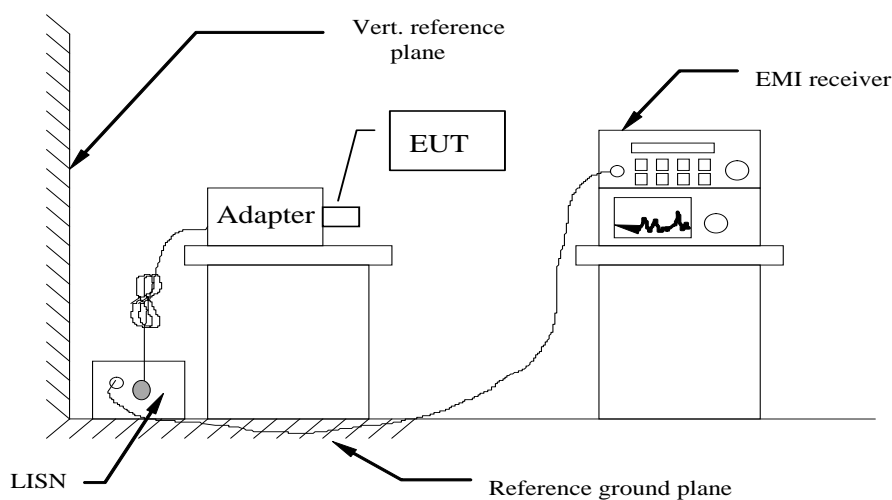 Vert. reference
plane
EMI receiver
EUT
Adapter
LISN
Reference ground plane